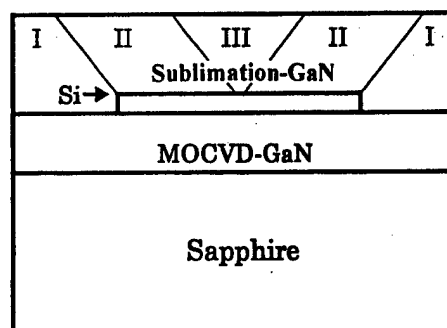 I II III II I
Sublimation-GaN
Si
MOCVD-GaN
Sapphire